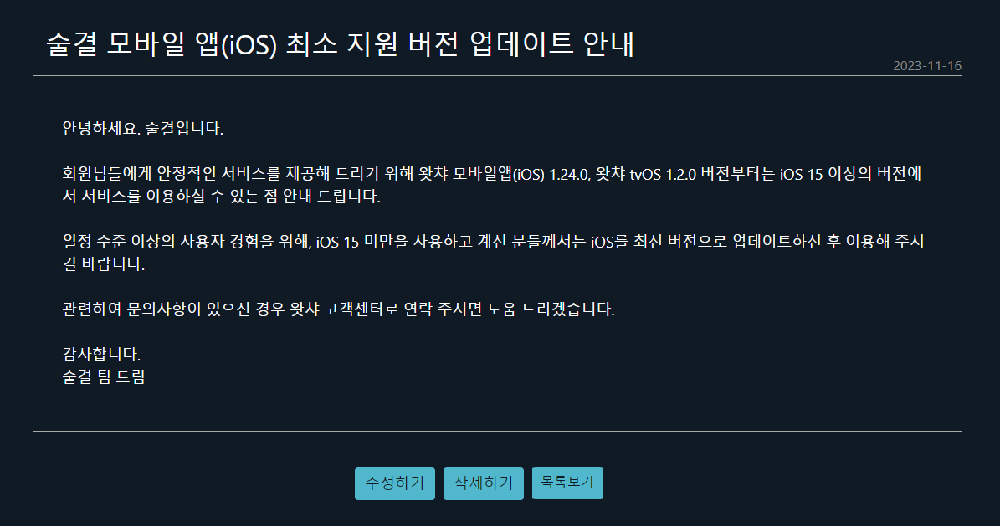 술결 모바일 앱(iOS) 최소 지원 버전 업데이트 안내
2023-11-16
안녕하세요. 술결입니다.
회원님들에게 안정적인 서비스를 제공해 드리기 위해 왓챠 모바일앱(iOS) 1.24.0, 왓챠 tvOS 1.2.0 버전부터는 iOS 15 이상의 버전에
서 서비스를 이용하실 수 있는 점 안내 드립니다.
일정 수준 이상의 사용자 경험을 위해, iOS 15 미만을 사용하고 계신 분들께서는 iOS를 최신 버전으로 업데이트하신 후 이용해 주시
길 바랍니다.
관련하여 문의사항이 있으신 경우 왓챠 고객센터로 연락 주시면 도움 드리겠습니다.
감사합니다.
술결 팀 드림
수정하기 삭제하기 목록보기